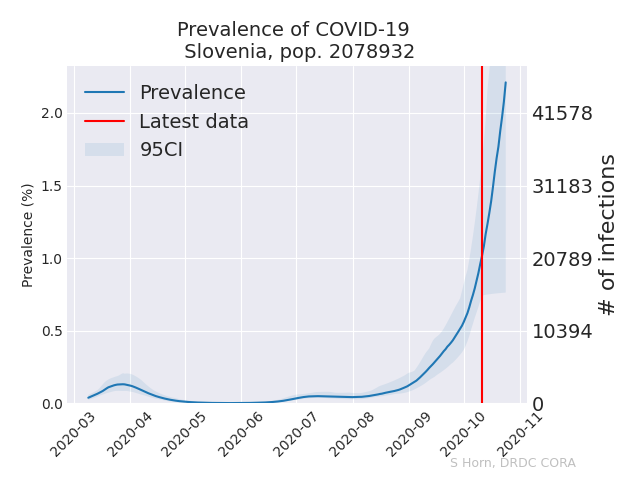 Prevalence of COVID-19
Slovenia, pop. 2078932
Prevalence
Latest data
95CI
Prevalence (%)
2.0
1.5
1.0
0.5
0.0
41578
31183
20789
10394
0
# of infections
2020-03
2020-04
2020-05
2020-06
2020-07
2020-08
2020-09
2020-10
2020-11
S Horn, DRDC CORA